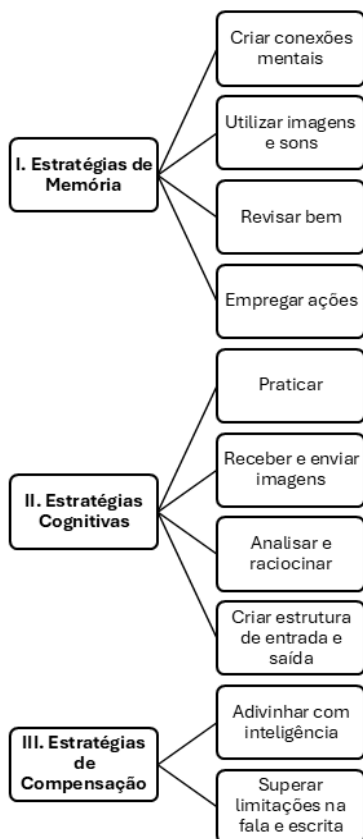 Criar conexões
mentais
Utilizar imagens
e sons
I. Estratégias de
Memória
Revisar bem
Empregar ações
Praticar
Receber e enviar
imagens
II. Estratégias
Cognitivas
Analisar e
raciocinar
Criar estrutura
de entrada e
saída
Adivinhar com
inteligência
III. Estratégias
de
Compensação
Superar
limitações na
fala e escrita